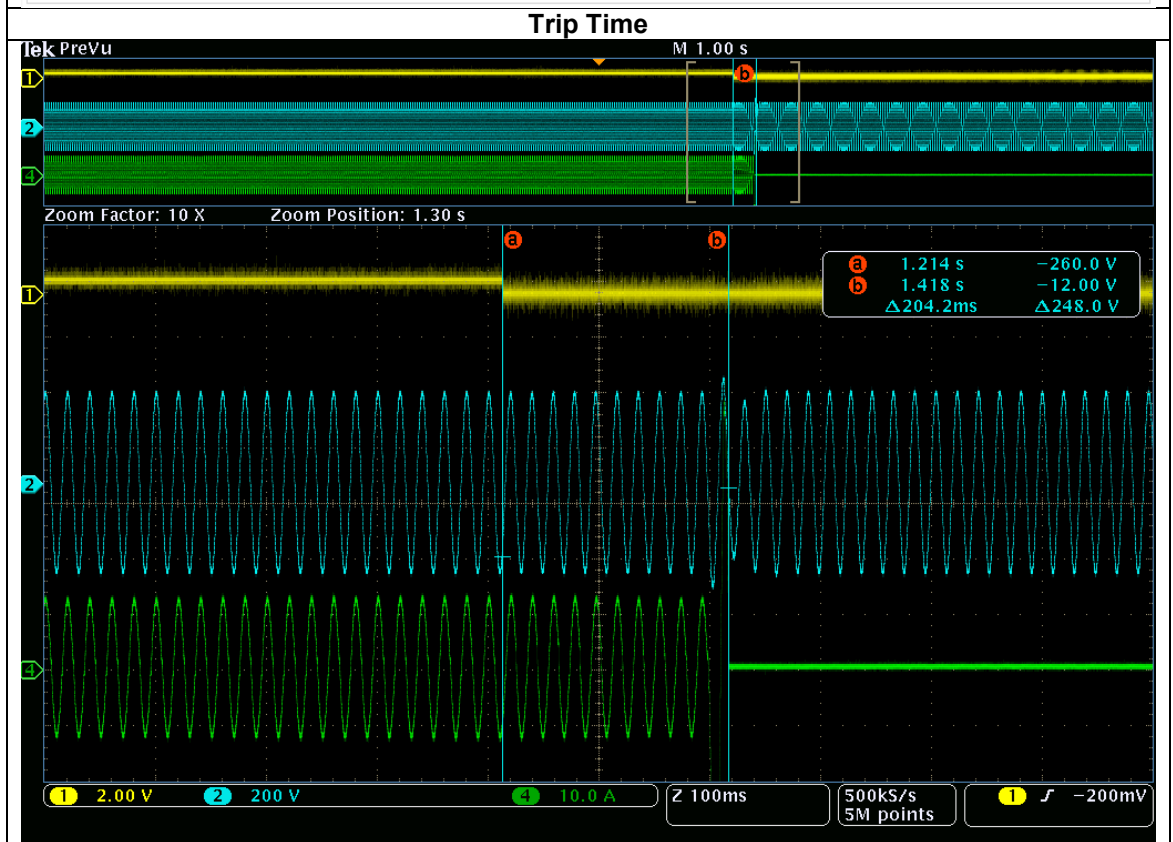 Trip Time
Tek PreVu M 1.00 s
1
b
2
4
Zoom Factor: 10 X Zoom Position: 1.30 s
a b
a 1.214 s −260.0 V
b 1.418 s −12.00 V
Δ204.2ms Δ248.0 V
1
2
4
1 2.00 V 2 200 V 4 10.0 A Z 100ms 500kS/s 1 ʃ −200mV
5M points